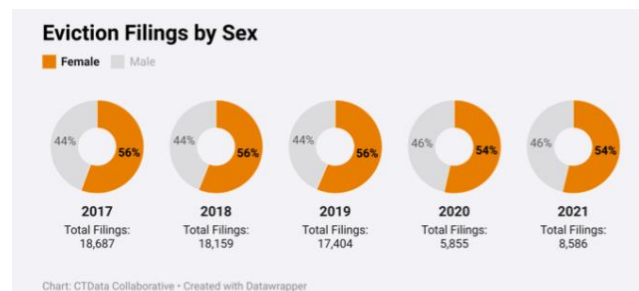 Eviction Filings by Sex
Female Male
44% 56% 44% 56% 44% 56% 46% 54% 46% 54%
2017 2018 2019 2020 2021
Total Filings: Total Filings: Total Filings: Total Filings: Total Filings:
18,687 18,159 17,404 5,855 8,586
Chart: CTData Collaborative • Created with Datawrapper